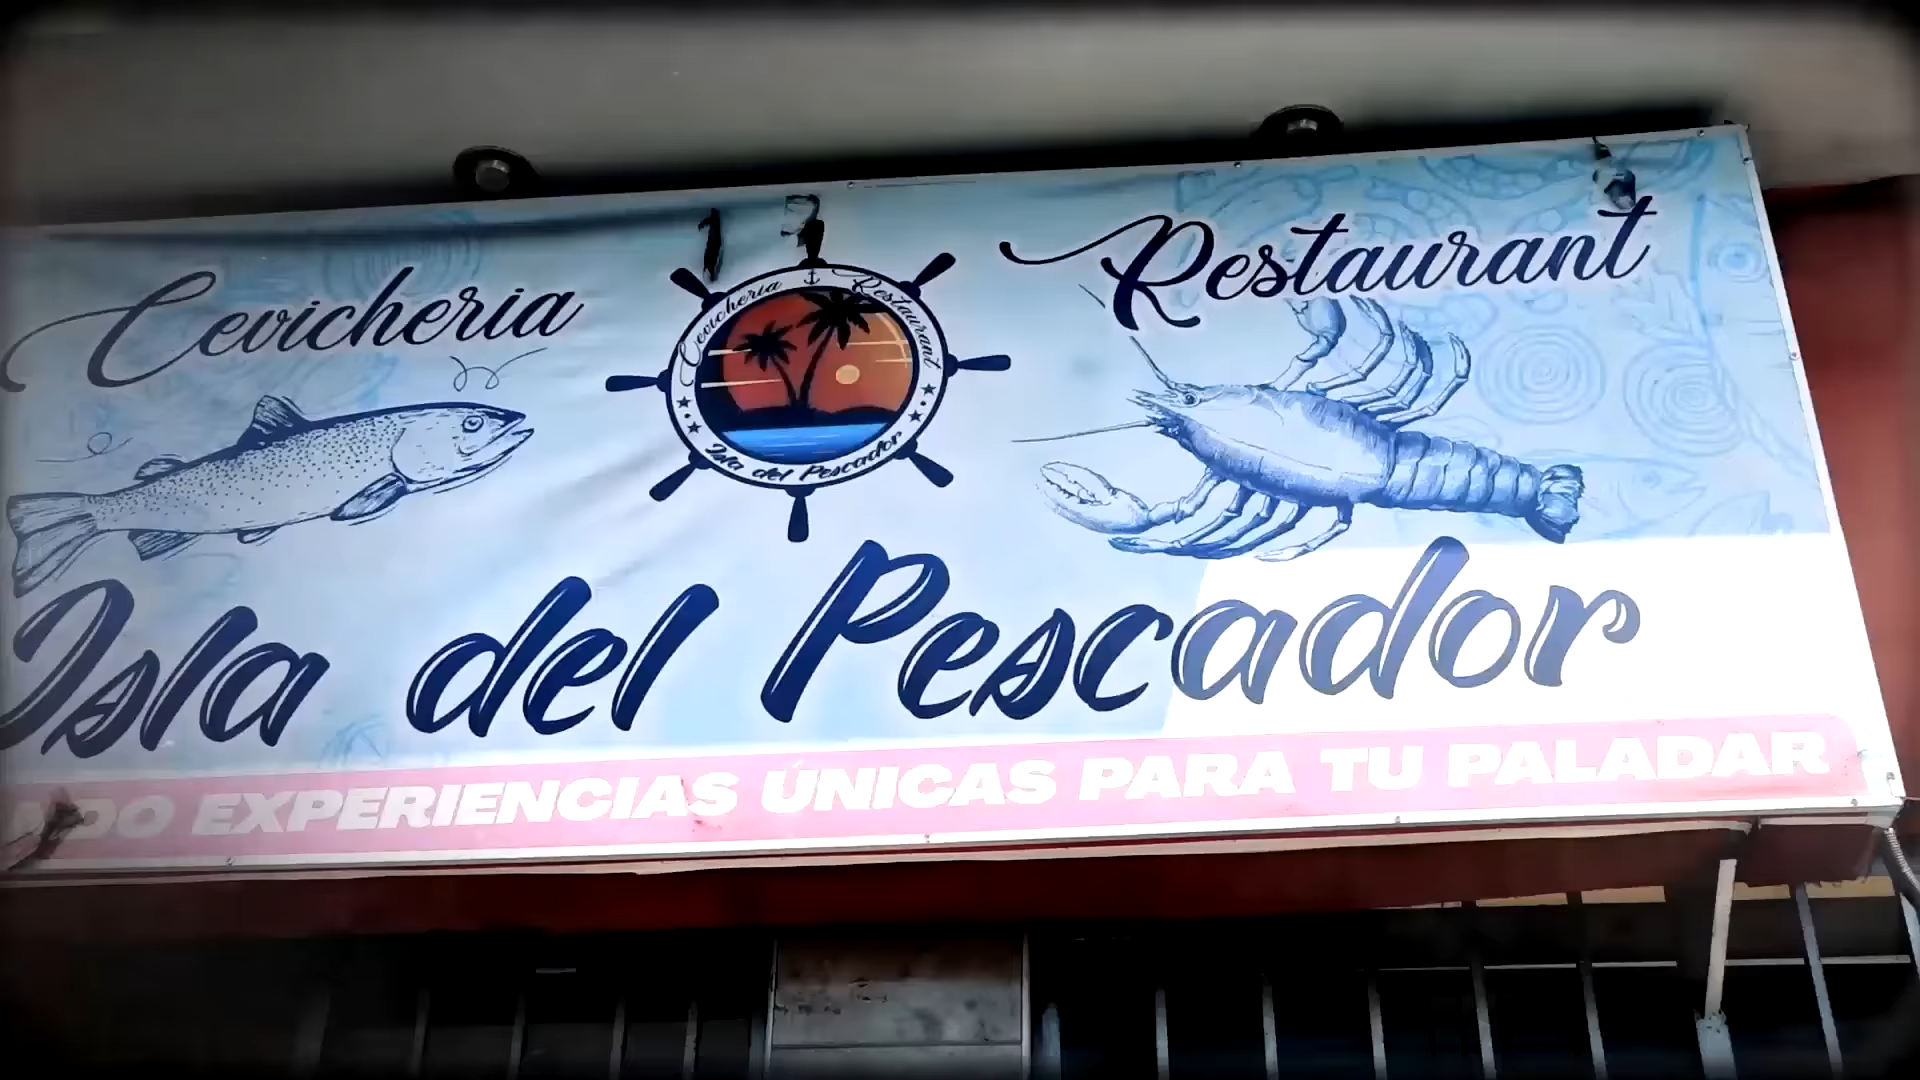 Cevicheria
Restaurant
Cevicheria Restaurant
Isla del Pescador
Isla del Pescador
EXPERIENCIAS ÚNICAS PARA TU PALADAR